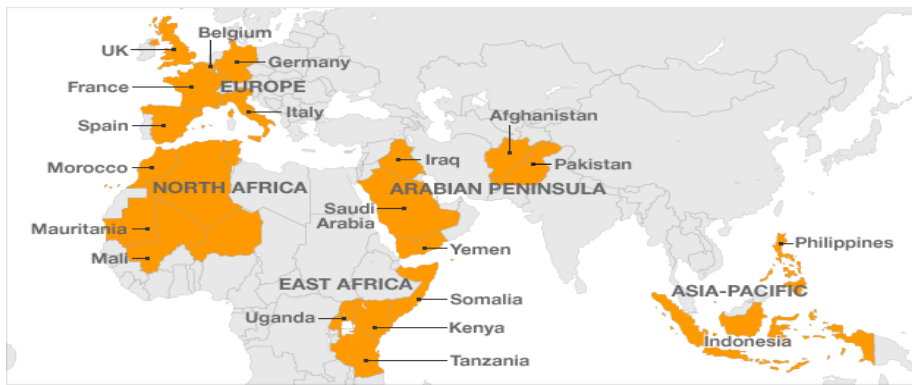 Belgium
UK
Germany
France
EUROPE
Spain
Italy
Afghanistan
Morocco
Iraq
Pakistan
NORTH AFRICA
ARABIAN PENINSULA
Mauritania
Saudi
Arabia
Mali
Yemen
Philippines
EAST AFRICA
ASIA-PACIFIC
Somalia
Uganda
Kenya
Indonesia
Tanzania